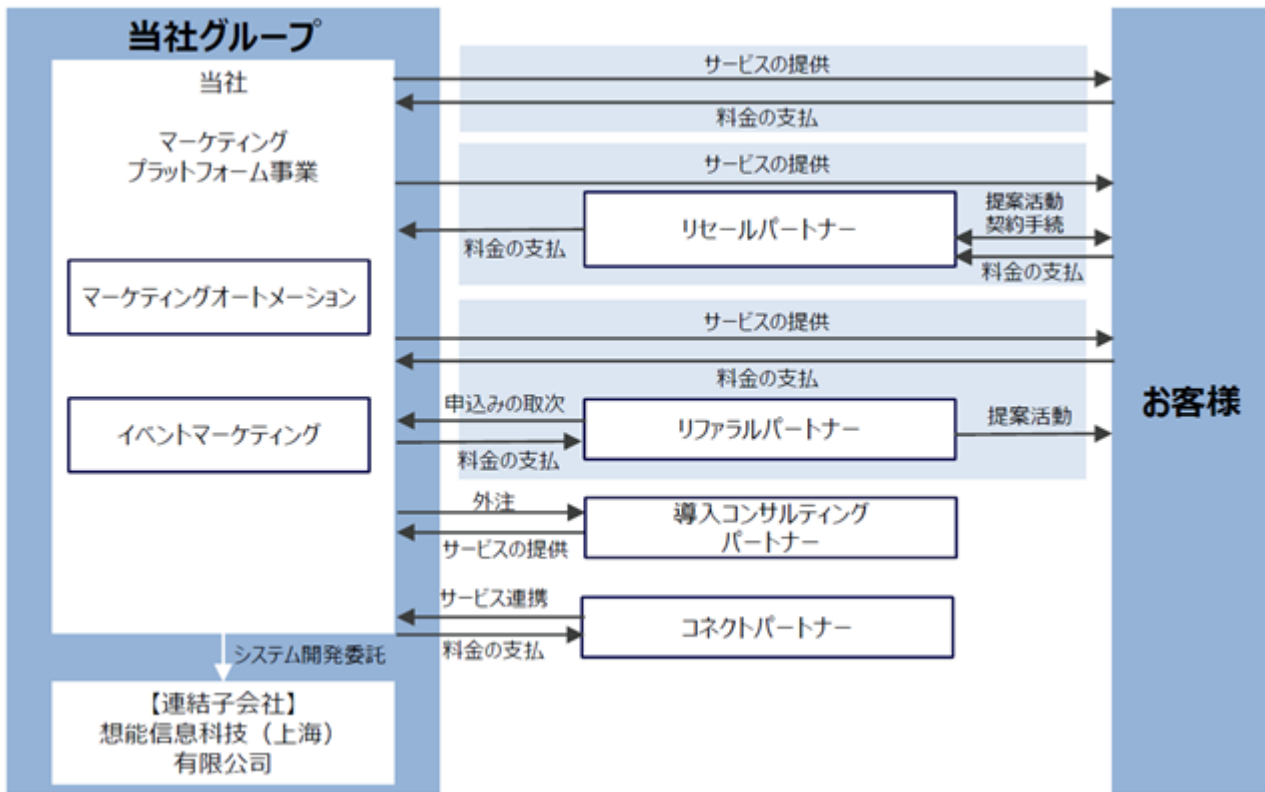 当社グループ
当社
マーケティング
プラットフォーム事業
マーケティングオートメーション
イベントマーケティング
システム開発委託
【連結子会社】
想能信息科技（上海）
有限公司
サービスの提供
料金の支払
サービスの提供
リセールパートナー
料金の支払
提案活動
契約手続
料金の支払
サービスの提供
料金の支払
申込みの取次
リファラルパートナー
提案活動
料金の支払
外注
導入コンサルティング
パートナー
サービスの提供
サービス連携
コネクトパートナー
料金の支払
お客様